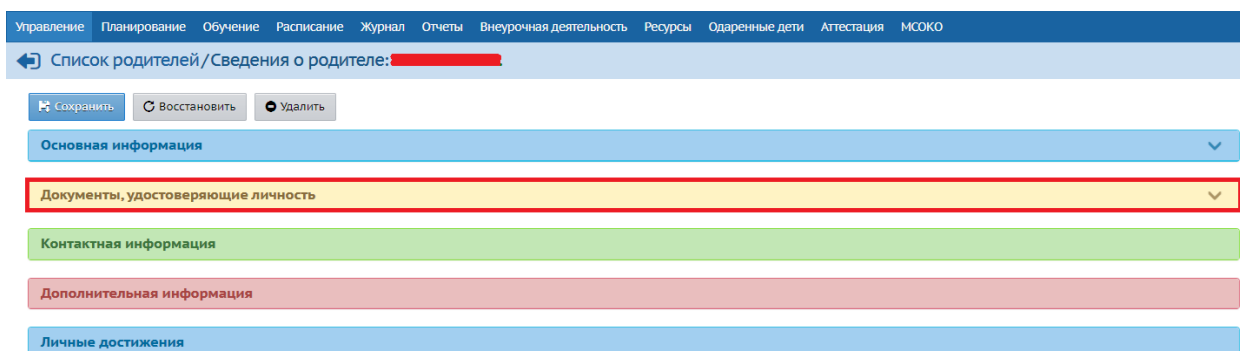 Управление Планирование Обучение Расписание Журнал Отчеты Внеурочная деятельность Ресурсы Одаренные дети Аттестация МСОКО
Список родителей/Сведения о родителе:
Сохранить Восстановить Удалить
Основная информация
Документы, удостоверяющие личность
Контактная информация
Дополнительная информация
Личные достижения